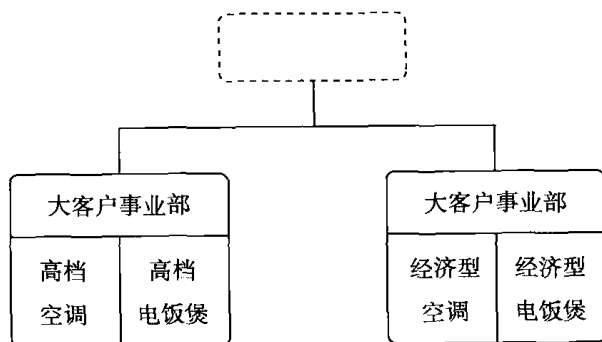 大客户事业部
高档 高档
空调 电饭煲
大客户事业部
经济型 经济型
空调 电饭煲